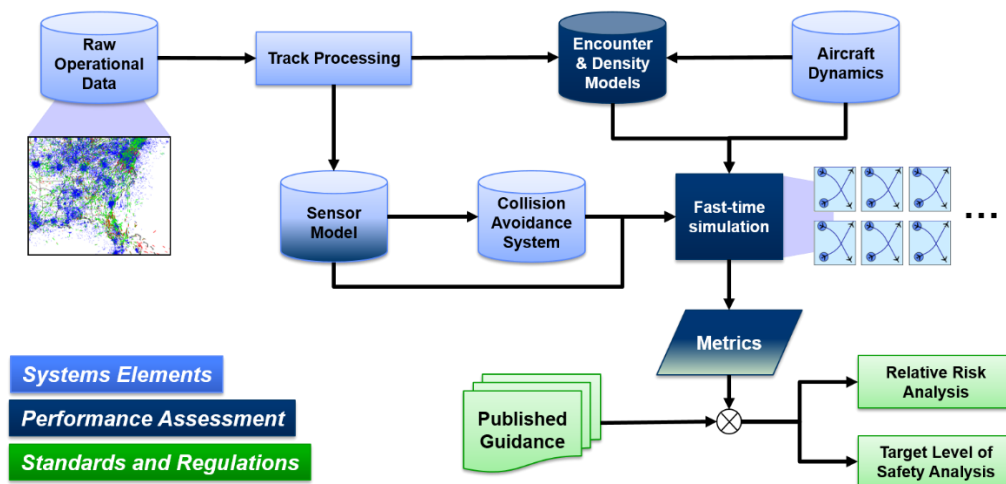 Raw
Operational
Data
Track Processing
Encounter
& Density
Models
Aircraft
Dynamics
Sensor
Model
Collision
Avoidance
System
Fast-time
simulation
...
Metrics
Systems Elements
Performance Assessment
Standards and Regulations
Published
Guidance
Relative Risk
Analysis
Target Level of
Safety Analysis